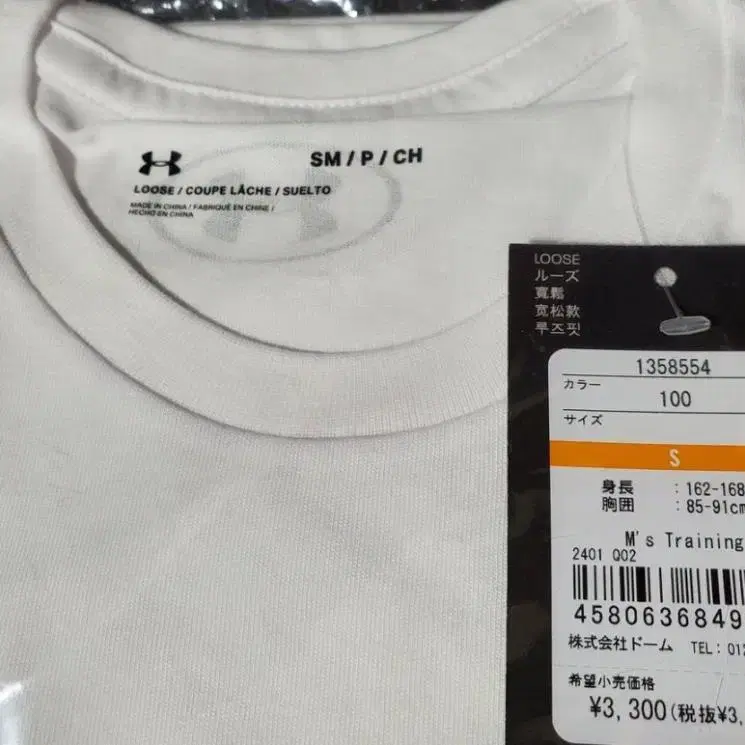 SM / P / CH
LOOSE / COUPE LÂCHE / SUELTO
MADE IN CHINA / FABRIQUÉ EN CHINE /
HECHO EN CHINA
LOOSE
ルーズ
寬鬆
宽松款
루즈핏
1358554
カラー
100
サイズ
S
身長 : 162-168
胸囲 : 85-91cm
M's Training
2401 Q02
4580636849
株式会社ドーム TEL: 012
希望小売価格
¥3,300(税抜¥3,